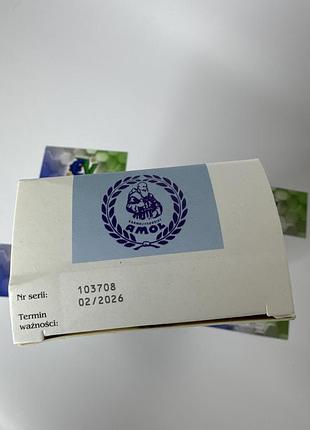 AMOL
Nr serii: 103708
02/2026
Termin
ważności: